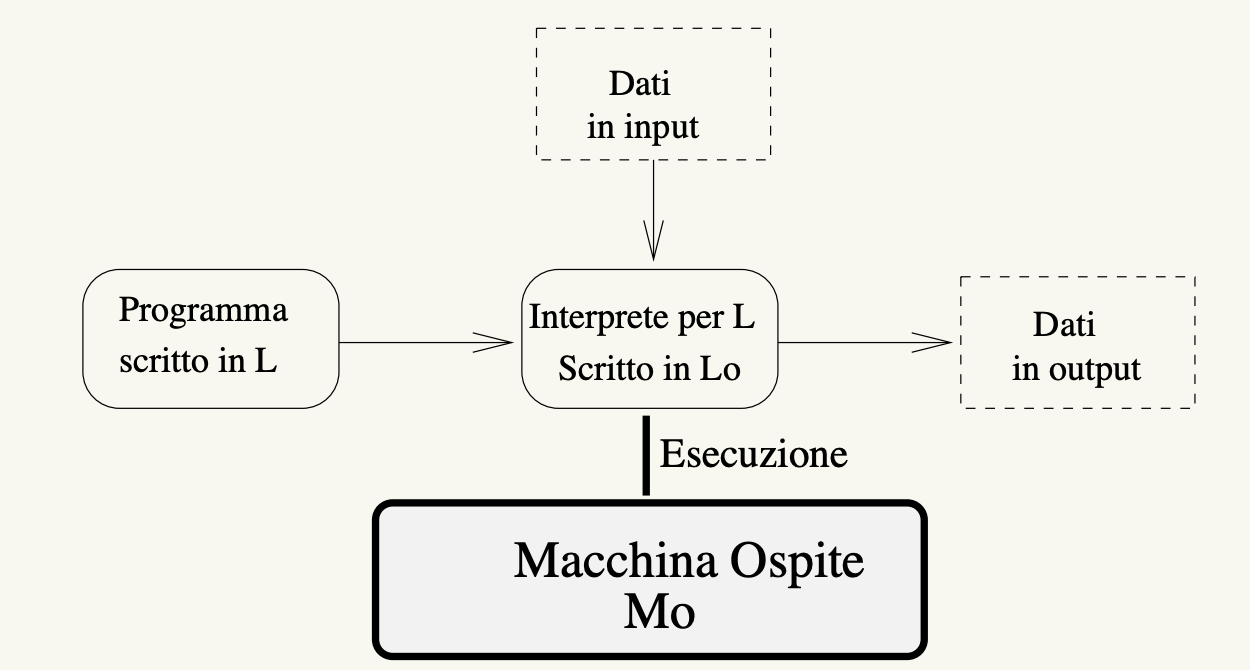 Dati
in input
Programma
scritto in L
Interprete per L
Scritto in Lo
Dati
in output
Esecuzione
Macchina Ospite
Mo